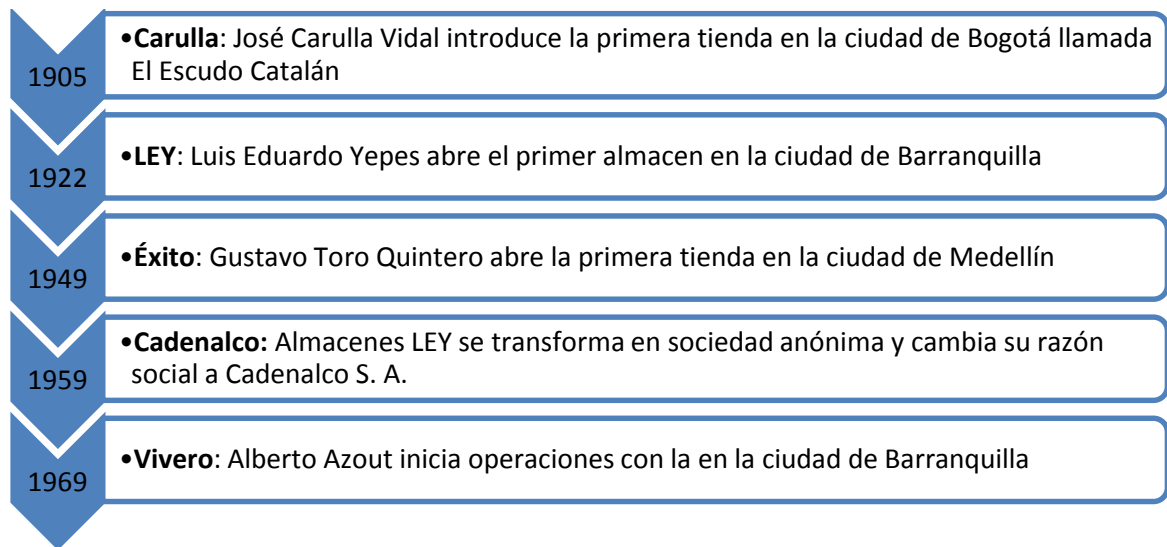 1905
•Carulla: José Carulla Vidal introduce la primera tienda en la ciudad de Bogotá llamada
El Escudo Catalán
1922
•LEY: Luis Eduardo Yepes abre el primer almacen en la ciudad de Barranquilla
1949
•Éxito: Gustavo Toro Quintero abre la primera tienda en la ciudad de Medellín
1959
•Cadenalco: Almacenes LEY se transforma en sociedad anónima y cambia su razón
social a Cadenalco S. A.
1969
•Vivero: Alberto Azout inicia operaciones con la en la ciudad de Barranquilla